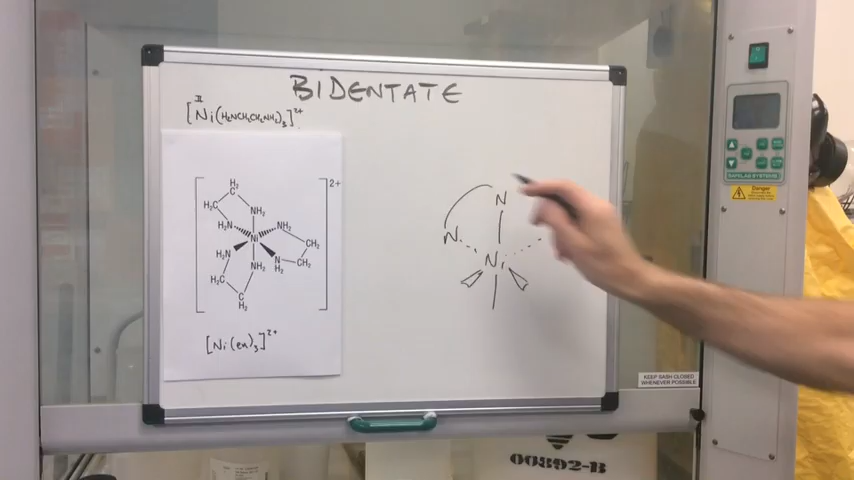 BIDENTATE
[Ni(H₂NCH₂CH₂NH₂)₃]²⁺
II
2+
H₂
C
H₂C
NH₂
H₂N
NH₂
CH₂
Ni
H₂N
N
H₂
CH₂
NH₂
H₂C
C
H₂
[Ni(en)₃]²⁺
N
N
Ni
Danger
KEEP SASH CLOSED
WHENEVER POSSIBLE
00892-B